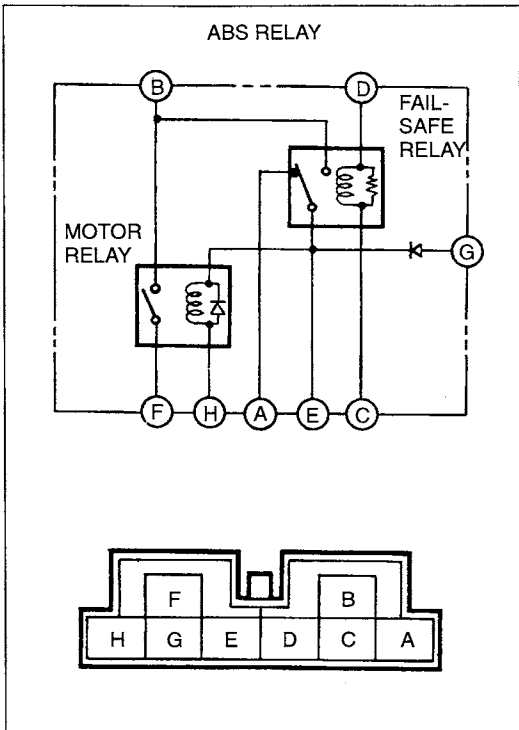 ABS RELAY
B
D
FAIL-
SAFE
RELAY
MOTOR
RELAY
G
F H A E C
F B
H G E D C A